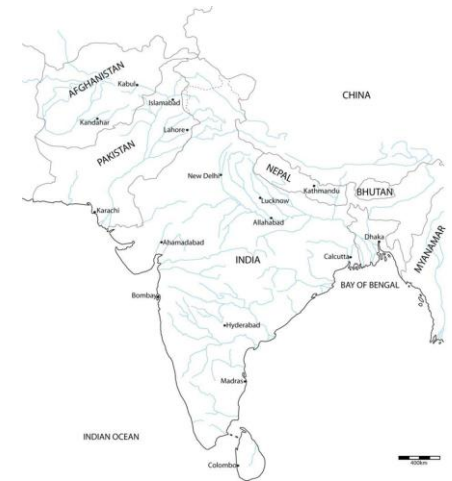 AFGHANISTAN
Kabul
Islamabad
CHINA
Kandahar
Lahore
PAKISTAN
New Delhi
NEPAL
Kathmandu
BHUTAN
Lucknow
Karachi
Allahabad
Dhaka
MYANAMAR
Ahamadabad
INDIA
Calcutta
BAY OF BENGAL
Bombay
Hyderabad
Madras
INDIAN OCEAN
Colombo
400km